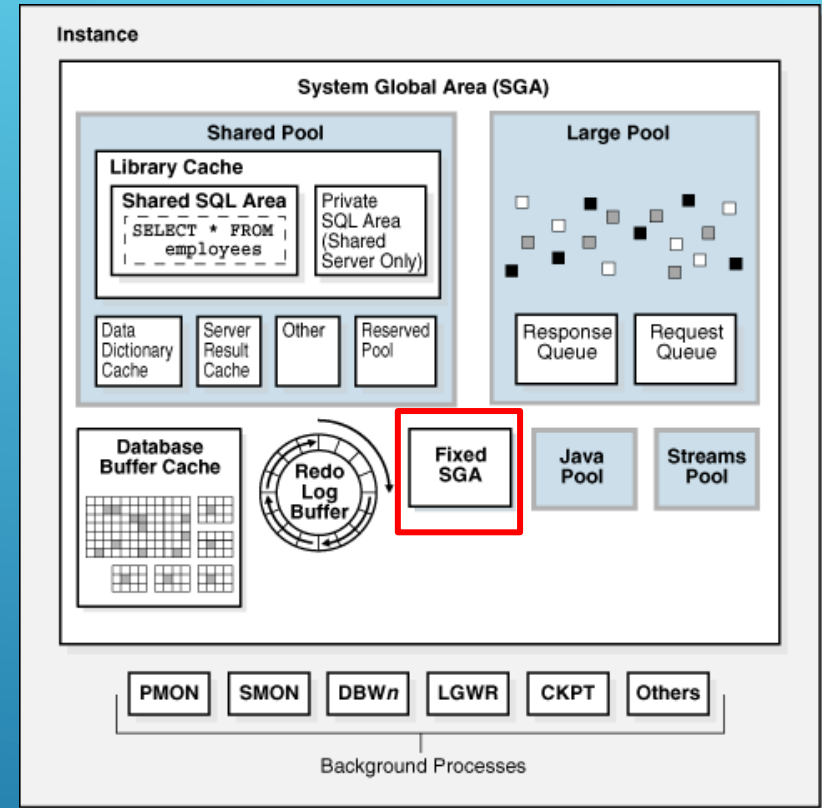 Instance
System Global Area (SGA)
Shared Pool
Library Cache
Shared SQL Area
SELECT * FROM
employees
Private
SQL Area
(Shared
Server Only)
Data
Dictionary
Cache
Server
Result
Cache
Other
Reserved
Pool
Large Pool
Response
Queue
Request
Queue
Database
Buffer Cache
Redo
Log
Buffer
Fixed
SGA
Java
Pool
Streams
Pool
PMON
SMON
DBWn
LGWR
CKPT
Others
Background Processes